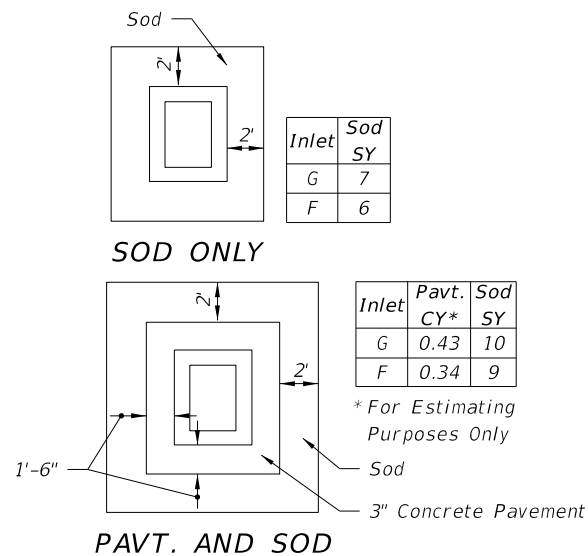 Sod
2'
2'
Inlet Sod SY
G 7
F 6
SOD ONLY
2'
2'
Inlet Pavt. CY* Sod SY
G 0.43 10
F 0.34 9
* For Estimating
Purposes Only
1'-6"
Sod
3" Concrete Pavement
PAVT. AND SOD